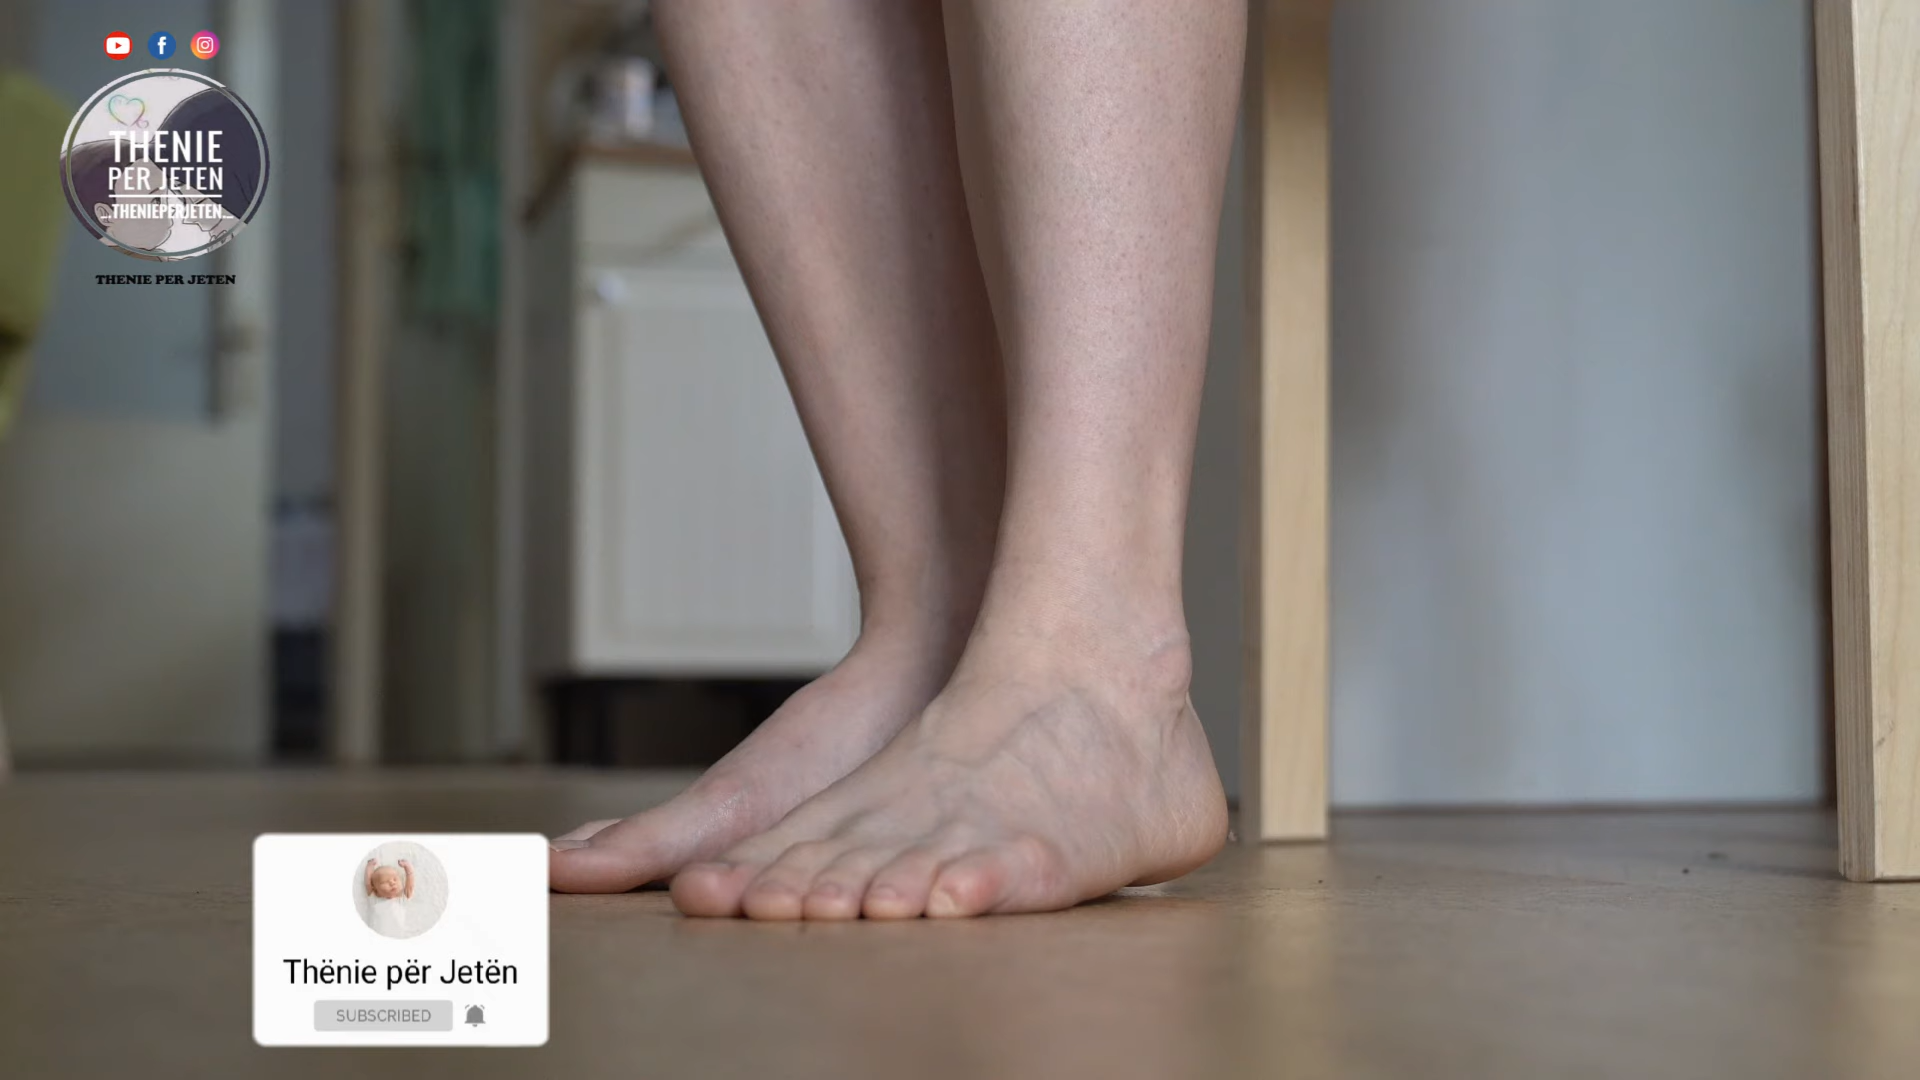 THENIE
PER JETEN
...THENIEPERJETEN...
THENIE PER JETEN
Thënie për Jetën
SUBSCRIBED